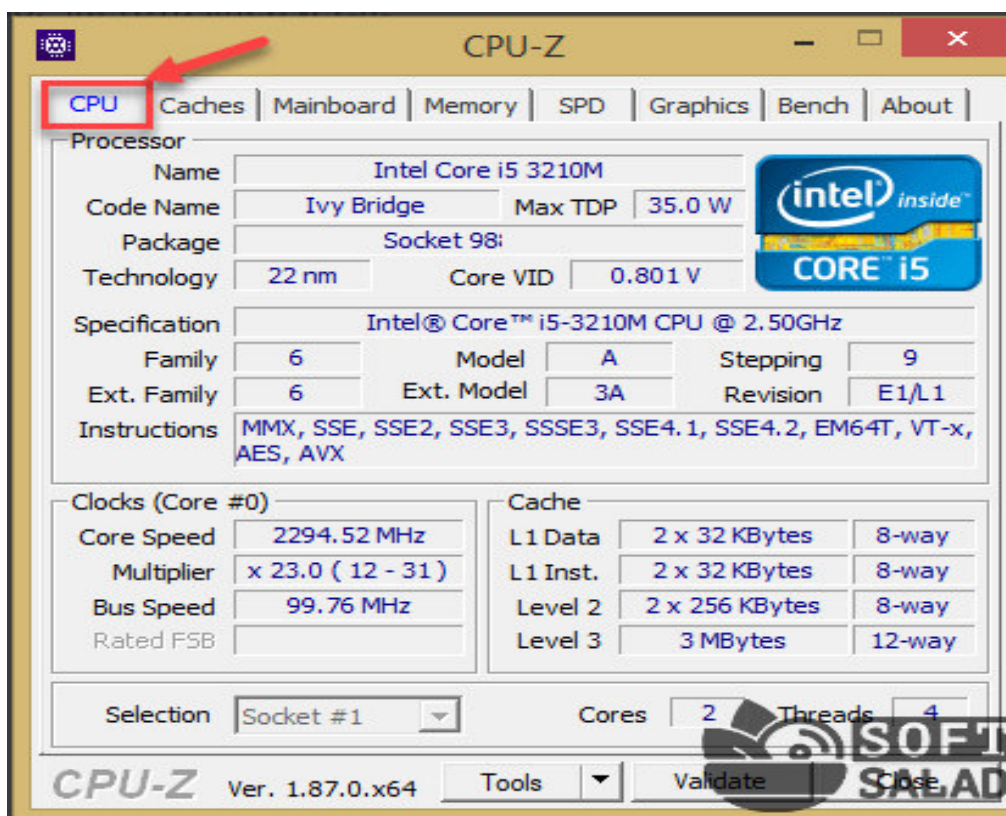 CPU-Z
CPU Caches Mainboard Memory SPD Graphics Bench About
Processor
Name Intel Core i5 3210M
Code Name Ivy Bridge Max TDP 35.0 W
Package Socket
Technology 22 nm Core VID 0.801 V
intel inside™
CORE™ i5
Specification Intel® Core™ i5-3210M CPU @ 2.50GHz
Family 6 Model A Stepping 9
Ext. Family 6 Ext. Model 3A Revision E1/L1
Instructions MMX, SSE, SSE2, SSE3, SSSE3, SSE4.1, SSE4.2, EM64T, VT-x,
AES, AVX
Clocks (Core #0)
Core Speed 2294.52 MHz
Multiplier x 23.0 ( 12 - 31 )
Bus Speed 99.76 MHz
Rated FSB
Cache
L1 Data 2 x 32 KBytes 8-way
L1 Inst. 2 x 32 KBytes 8-way
Level 2 2 x 256 KBytes 8-way
Level 3 3 MBytes 12-way
Selection Socket #1 Cores 2 Threads 4
CPU-Z Ver. 1.87.0.x64 Tools Validate Close
SOFT
SALAD